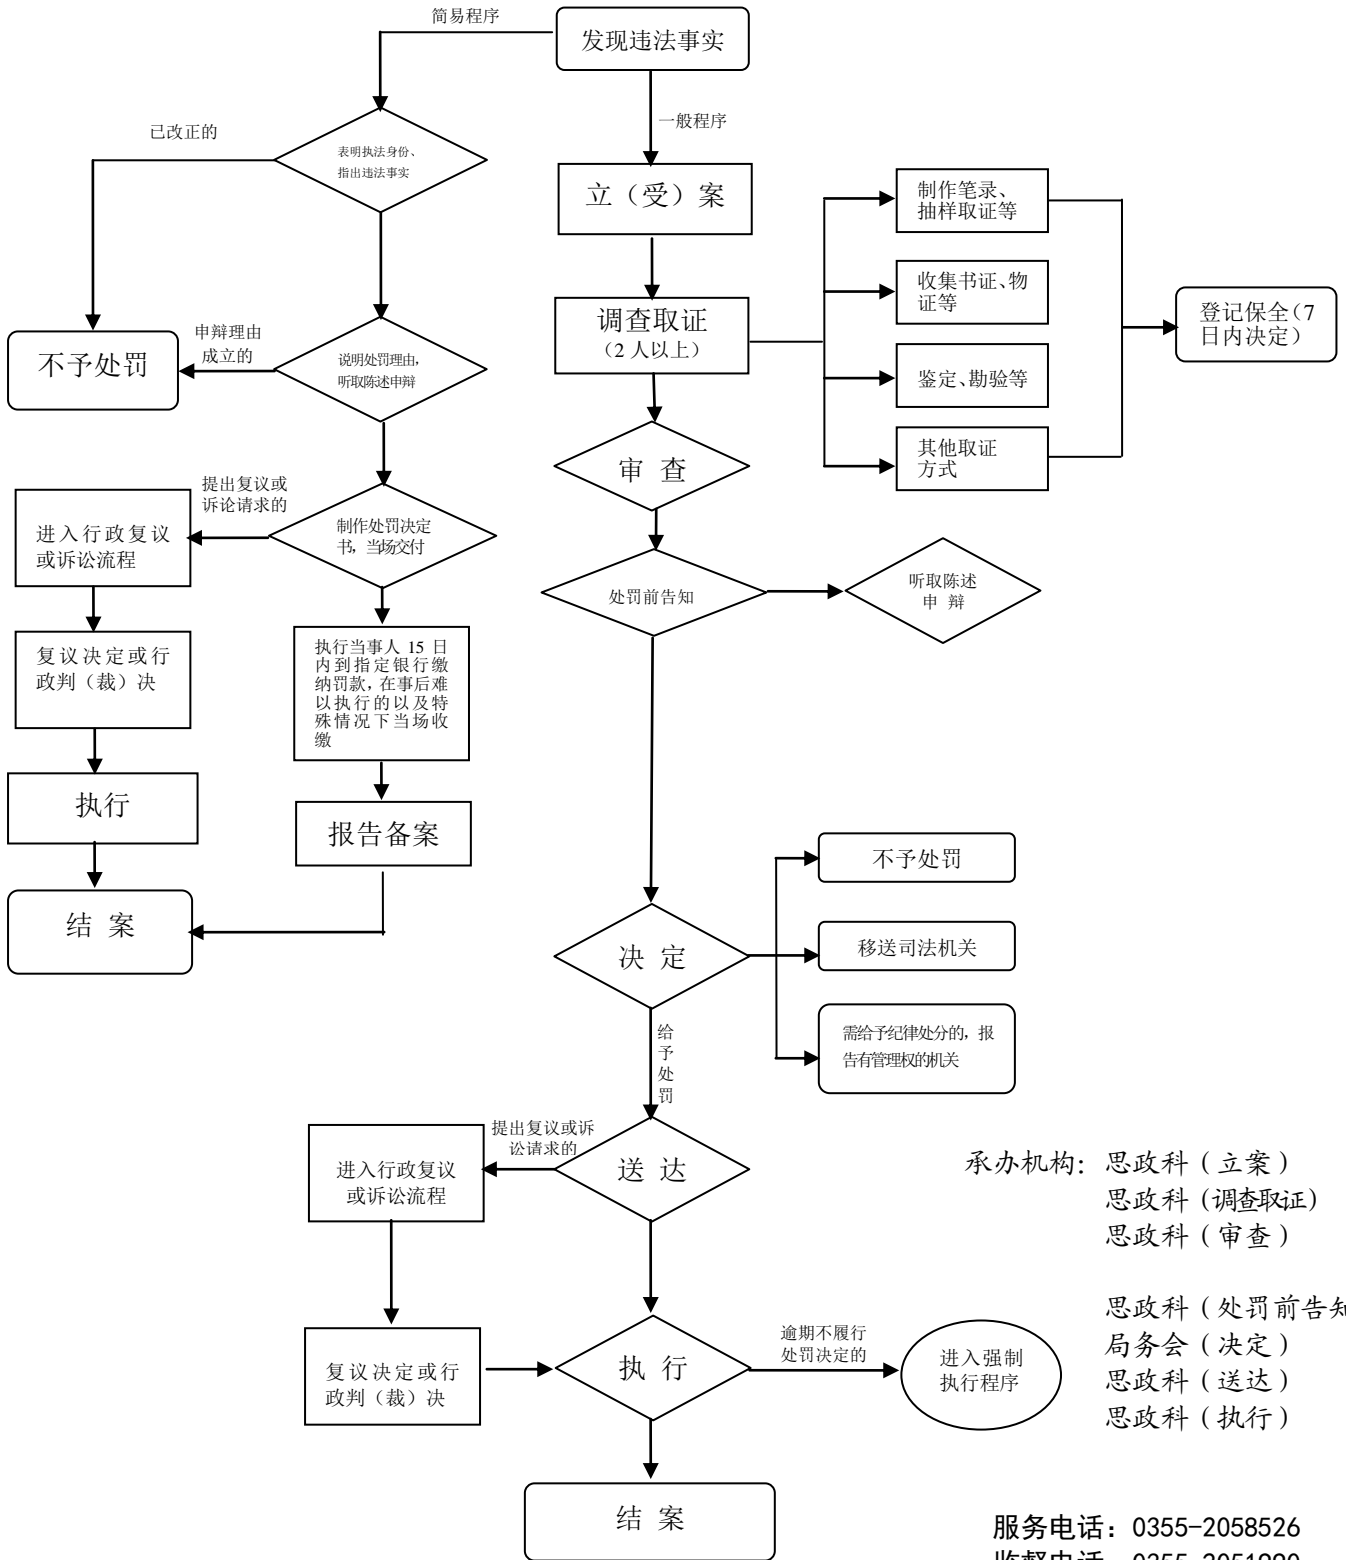 简易程序
发现违法事实
已改正的
一般程序
表明执法身份、
指出违法事实
立（受）案
制作笔录、
抽样取证等
收集书证、物
证等
登记保全（7
日内决定）
调查取证
（2 人以上）
申辩理由
成立的
不予处罚
说明处罚理由，
听取陈述申辩
鉴定、勘验等
其他取证
方式
审 查
提出复议或
诉讼请求的
进入行政复议
或诉讼流程
制作处罚决定
书，当场交付
处罚前告知
听取陈述
申 辩
复议决定或行
政判（裁）决
执行当事人 15 日
内到指定银行缴
纳罚款，在事后难
以执行的以及特
殊情况下当场收
缴
执行
报告备案
结 案
不予处罚
决 定
移送司法机关
需给予纪律处分的，报
告有管理权的机关
给
予
处
罚
提出复议或诉
讼请求的
进入行政复议
或诉讼流程
送 达
承办机构：思政科（立案）
思政科（调查取证）
思政科（审查）
思政科（处罚前告知
局务会（决定）
思政科（送达）
思政科（执行）
复议决定或行
政判（裁）决
执 行
逾期不履行
处罚决定的
进入强制
执行程序
结 案
服务电话：0355-2058526